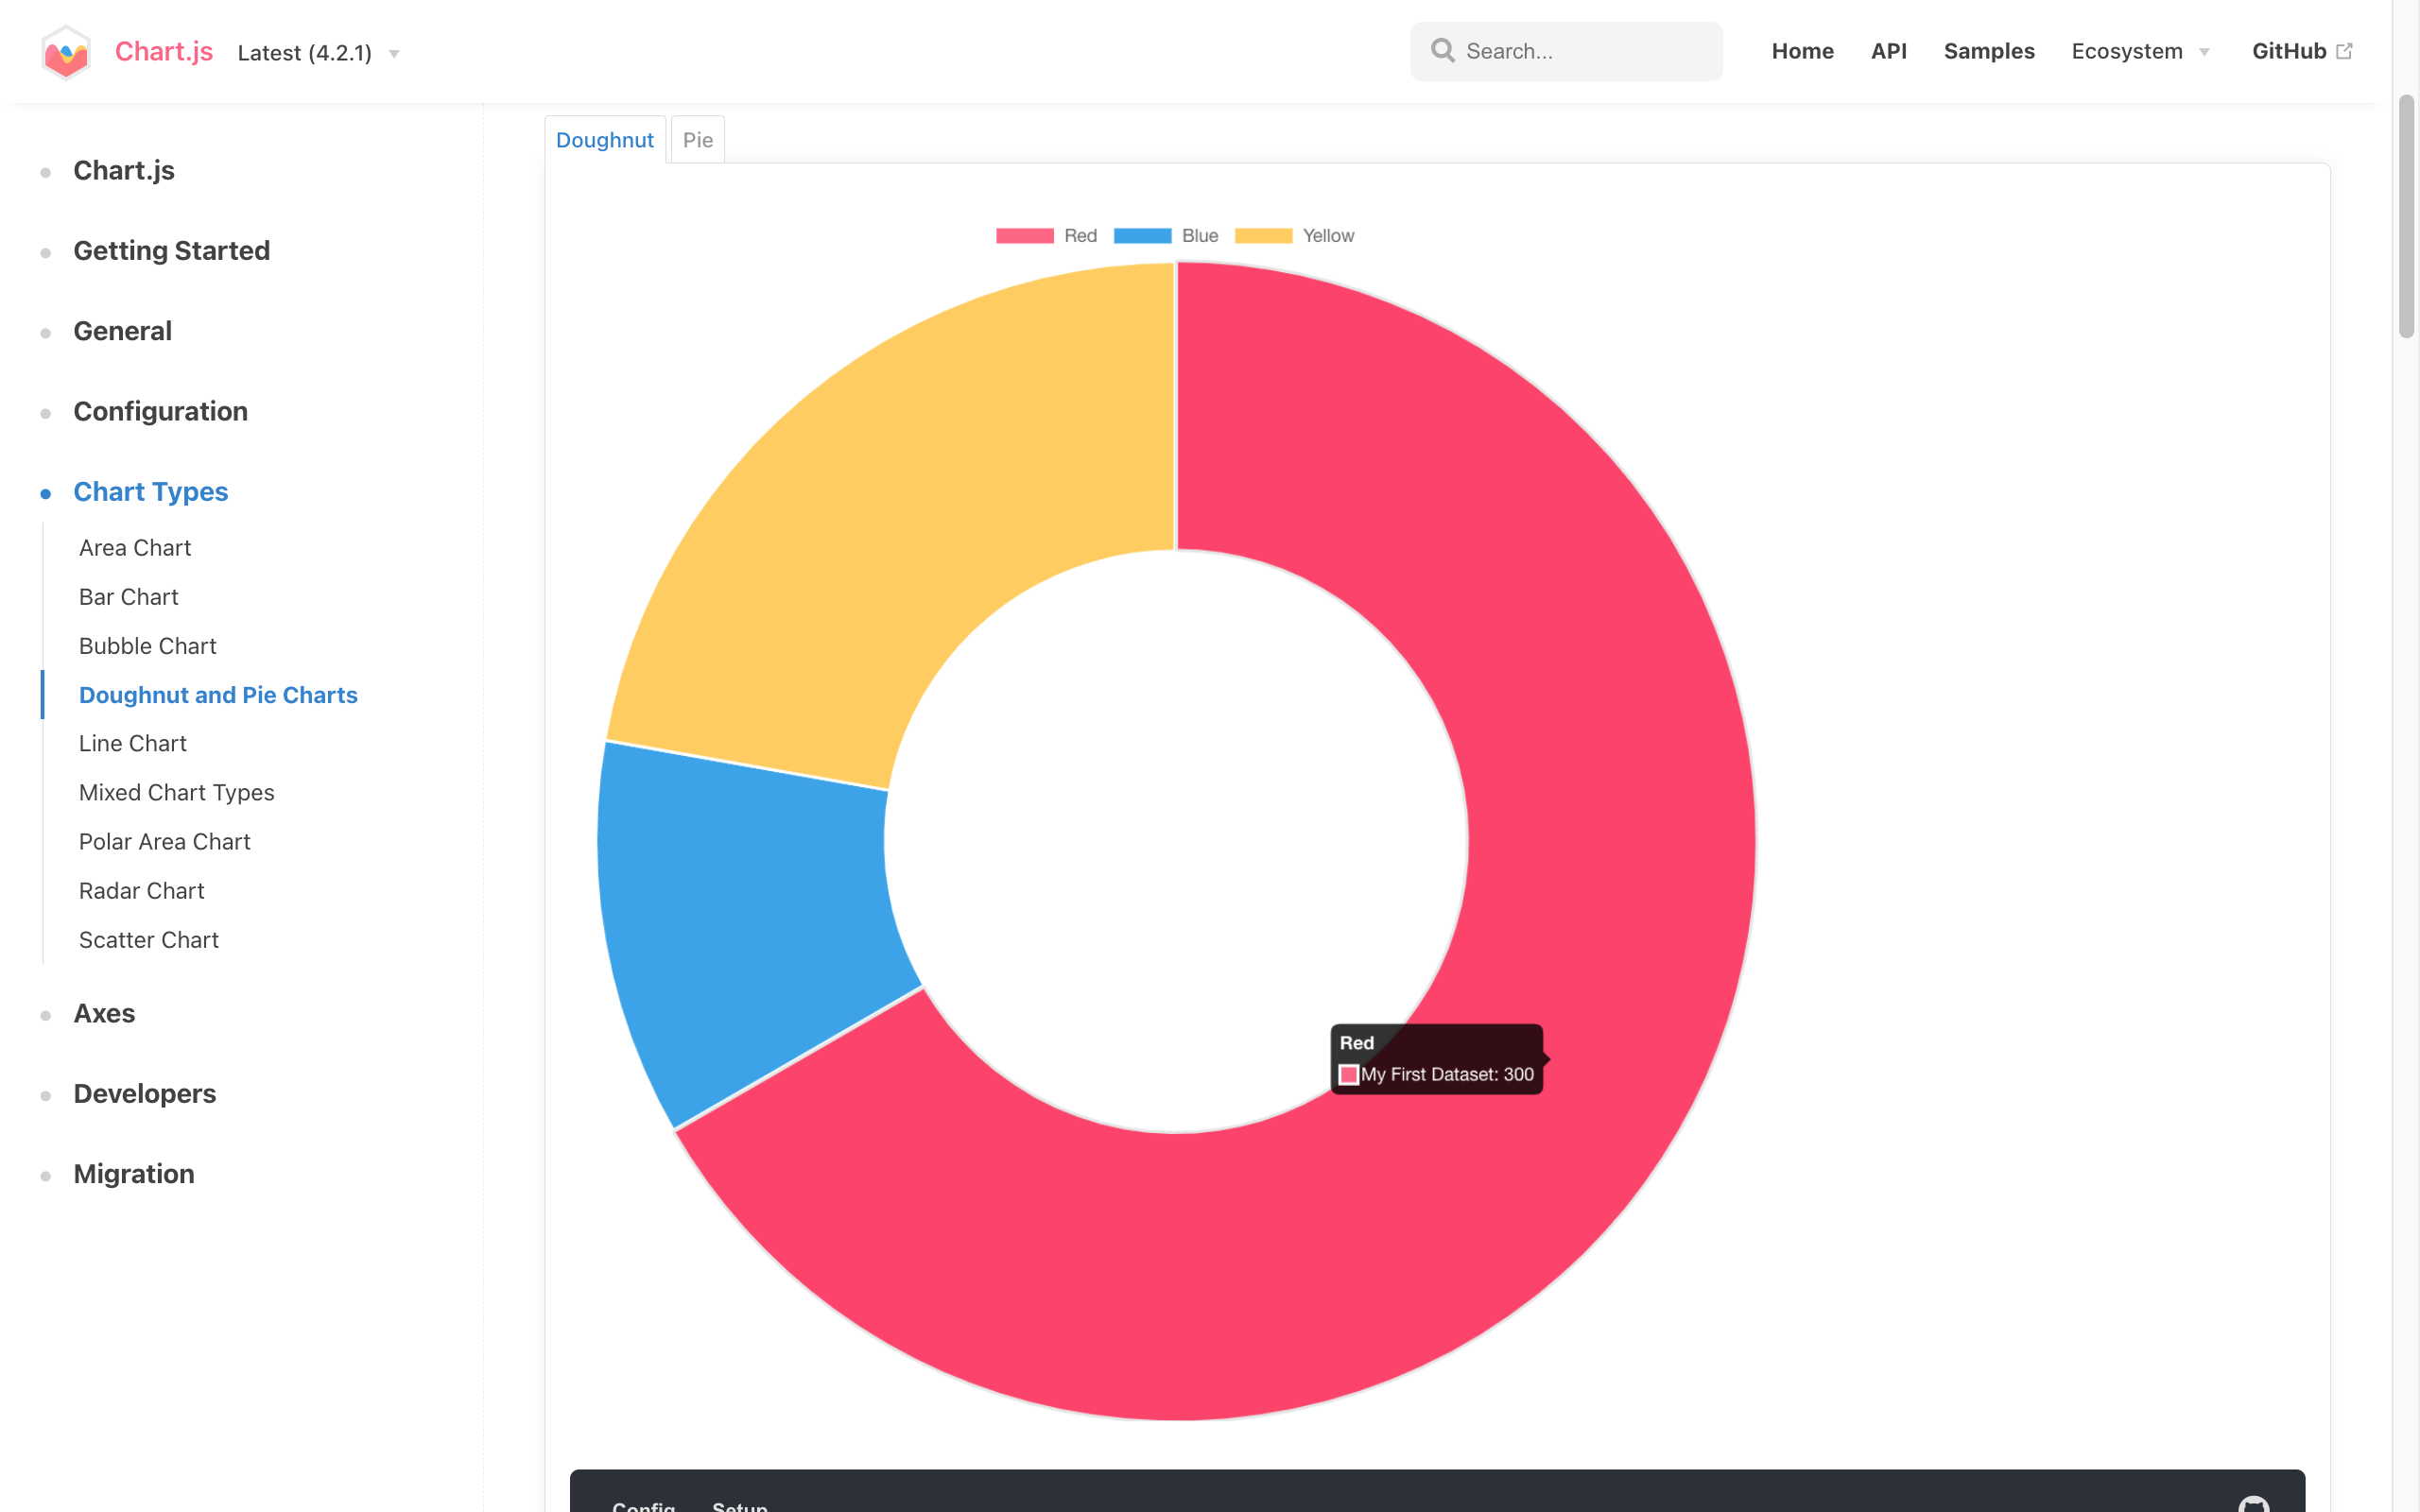 Chart.js Latest (4.2.1)
Search...
Home API Samples Ecosystem GitHub
Chart.js
Getting Started
General
Configuration
Chart Types
Area Chart
Bar Chart
Bubble Chart
Doughnut and Pie Charts
Line Chart
Mixed Chart Types
Polar Area Chart
Radar Chart
Scatter Chart
Axes
Developers
Migration
Doughnut Pie
Red Blue Yellow
Red
My First Dataset: 300
Config Setup